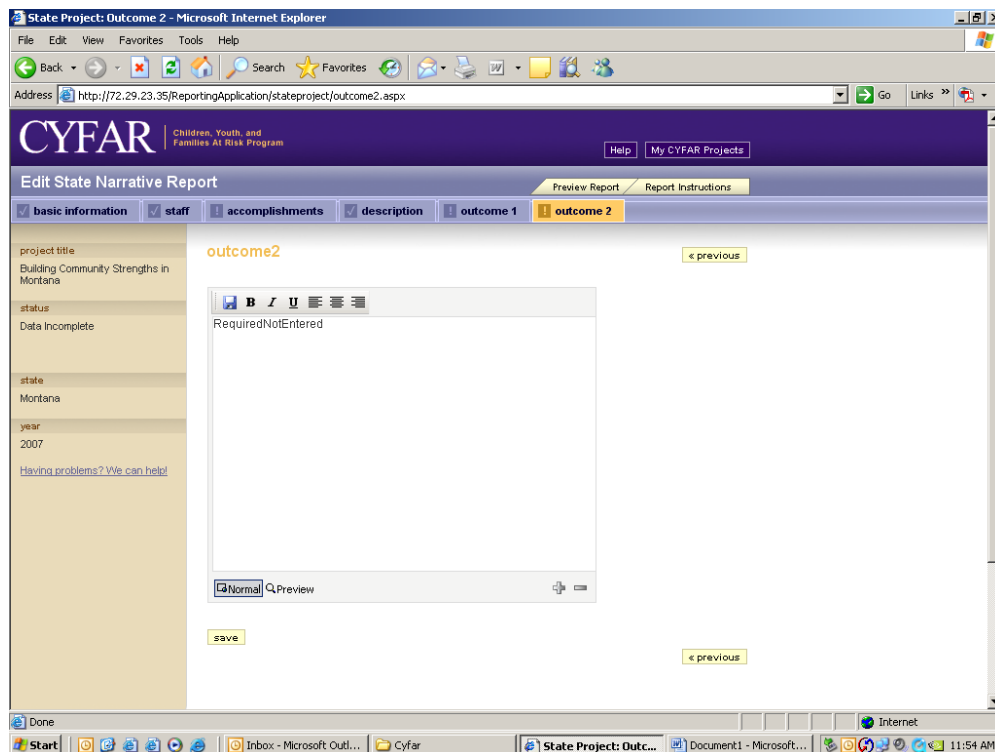 State Project: Outcome 2 - Microsoft Internet Explorer
File Edit View Favorites Tools Help
Back Search Favorites
Address http://72.29.23.35/ReportingApplication/stateproject/outcome2.aspx Go Links »
CYFAR Children, Youth, and
Families At Risk Program
Help My CYFAR Projects
Edit State Narrative Report
Preview Report Report Instructions
basic information staff ! accomplishments description ! outcome 1 ! outcome 2
project title
Building Community Strengths in
Montana
status
Data Incomplete
state
Montana
year
2007
Having problems? We can help!
outcome2
« previous
B I U
RequiredNotEntered
Normal Preview
save
« previous
Done Internet
Start Inbox - Microsoft Outl... Cyfar State Project: Outc... Document1 - Microsoft... 11:54 AM